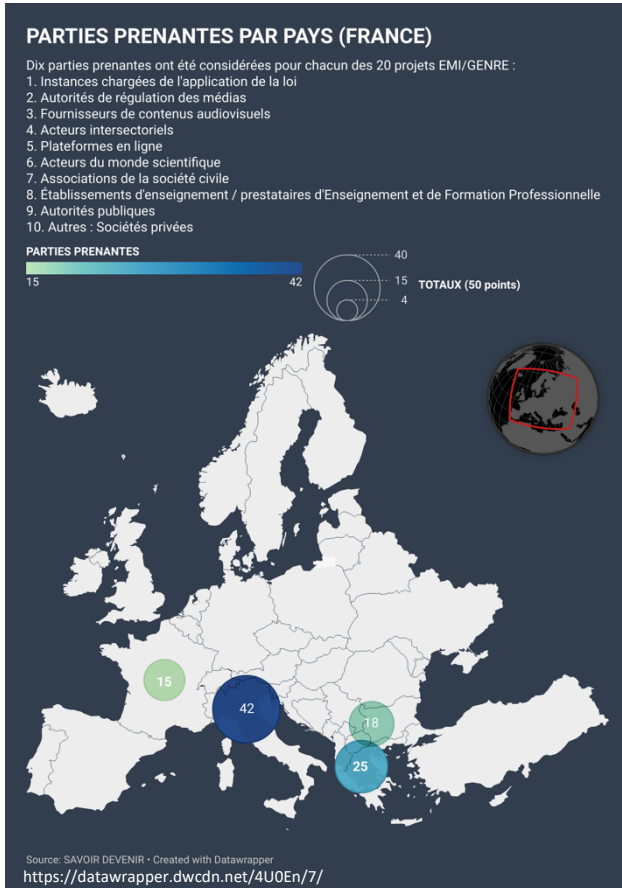 PARTIES PRENANTES PAR PAYS (FRANCE)
Dix parties prenantes ont été considérées pour chacun des 20 projets EMI/GENRE :
1. Instances chargées de l'application de la loi
2. Autorités de régulation des médias
3. Fournisseurs de contenus audiovisuels
4. Acteurs intersectoriels
5. Plateformes en ligne
6. Acteurs du monde scientifique
7. Associations de la société civile
8. Établissements d'enseignement / prestataires d'Enseignement et de Formation Professionnelle
9. Autorités publiques
10. Autres : Sociétés privées
PARTIES PRENANTES
15 42
40
15
4
TOTAUX (50 points)
15
42
18
25
Source: SAVOIR DEVENIR • Created with Datawrapper
https://datawrapper.dwcdn.net/4U0En/7/